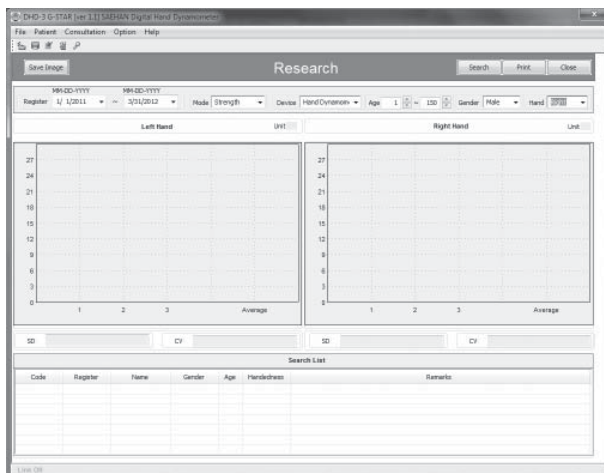 DHD-3 G-STAR [ver 1.1] SAEHAN Digital Hand Dynamometer
File Patient Consultation Option Help
Save Image Research Search Print Close
MM-DD-YYYY MM-DD-YYYY
Register 1/ 1/2011 ~ 3/31/2012 Mode Strength Device Hand Dynamom Age 1 ~ 150 Gender Male Hand
Left Hand Unit Right Hand Unit
27 27
24 24
21 21
18 18
15 15
12 12
9 9
6 6
3 3
0 0
1 2 3 Average 1 2 3 Average
SD CV SD CV
Search List
Code Register Name Gender Age Handedness Remarks
Link Off